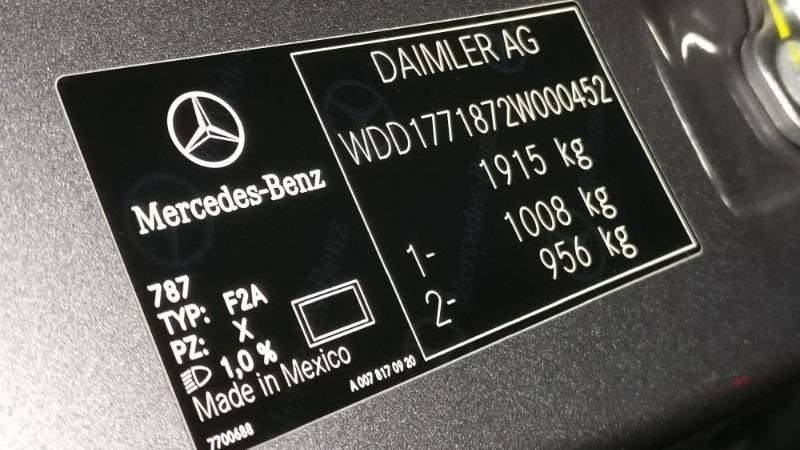 Mercedes-Benz
787
TYP: F2A
PZ: X
1,0 %
Made in Mexico
7700688
A 007 817 09 20
DAIMLER AG
WDD1771872W000452
1915 kg
1- 1008 kg
2- 956 kg